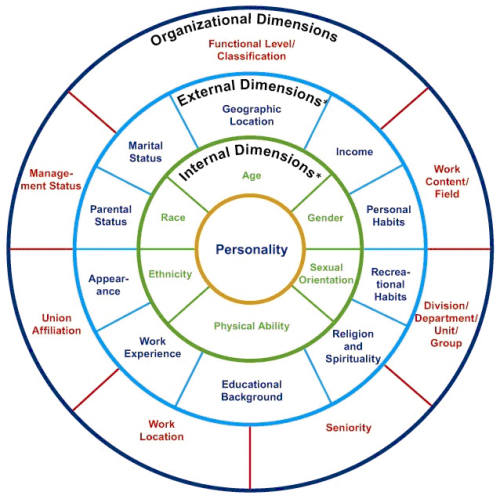 Organizational Dimensions
Functional Level/
Classification
External Dimensions*
Geographic
Location
Marital
Status
Income
Internal Dimensions*
Age
Manage-
ment Status
Work
Content/
Field
Parental
Status
Race
Gender
Personal
Habits
Personality
Appear-
ance
Ethnicity
Sexual
Orientation
Recrea-
tional
Habits
Union
Affiliation
Division/
Department/
Unit/
Group
Physical Ability
Work
Experience
Religion
and
Spirituality
Educational
Background
Work
Location
Seniority